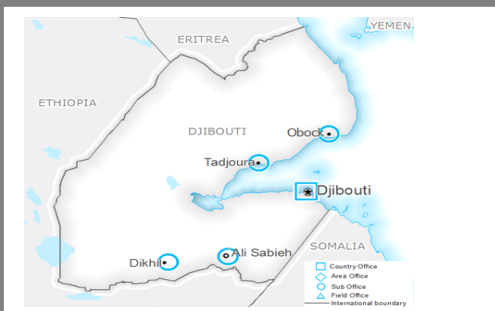 YEMEN
ERITREA
ETHIOPIA
DJIBOUTI
Obock
Tadjoura
Djibouti
Ali Sabieh
SOMALIA
Dikhil
Country Office
Area Office
Sub Office
Field Office
International boundary